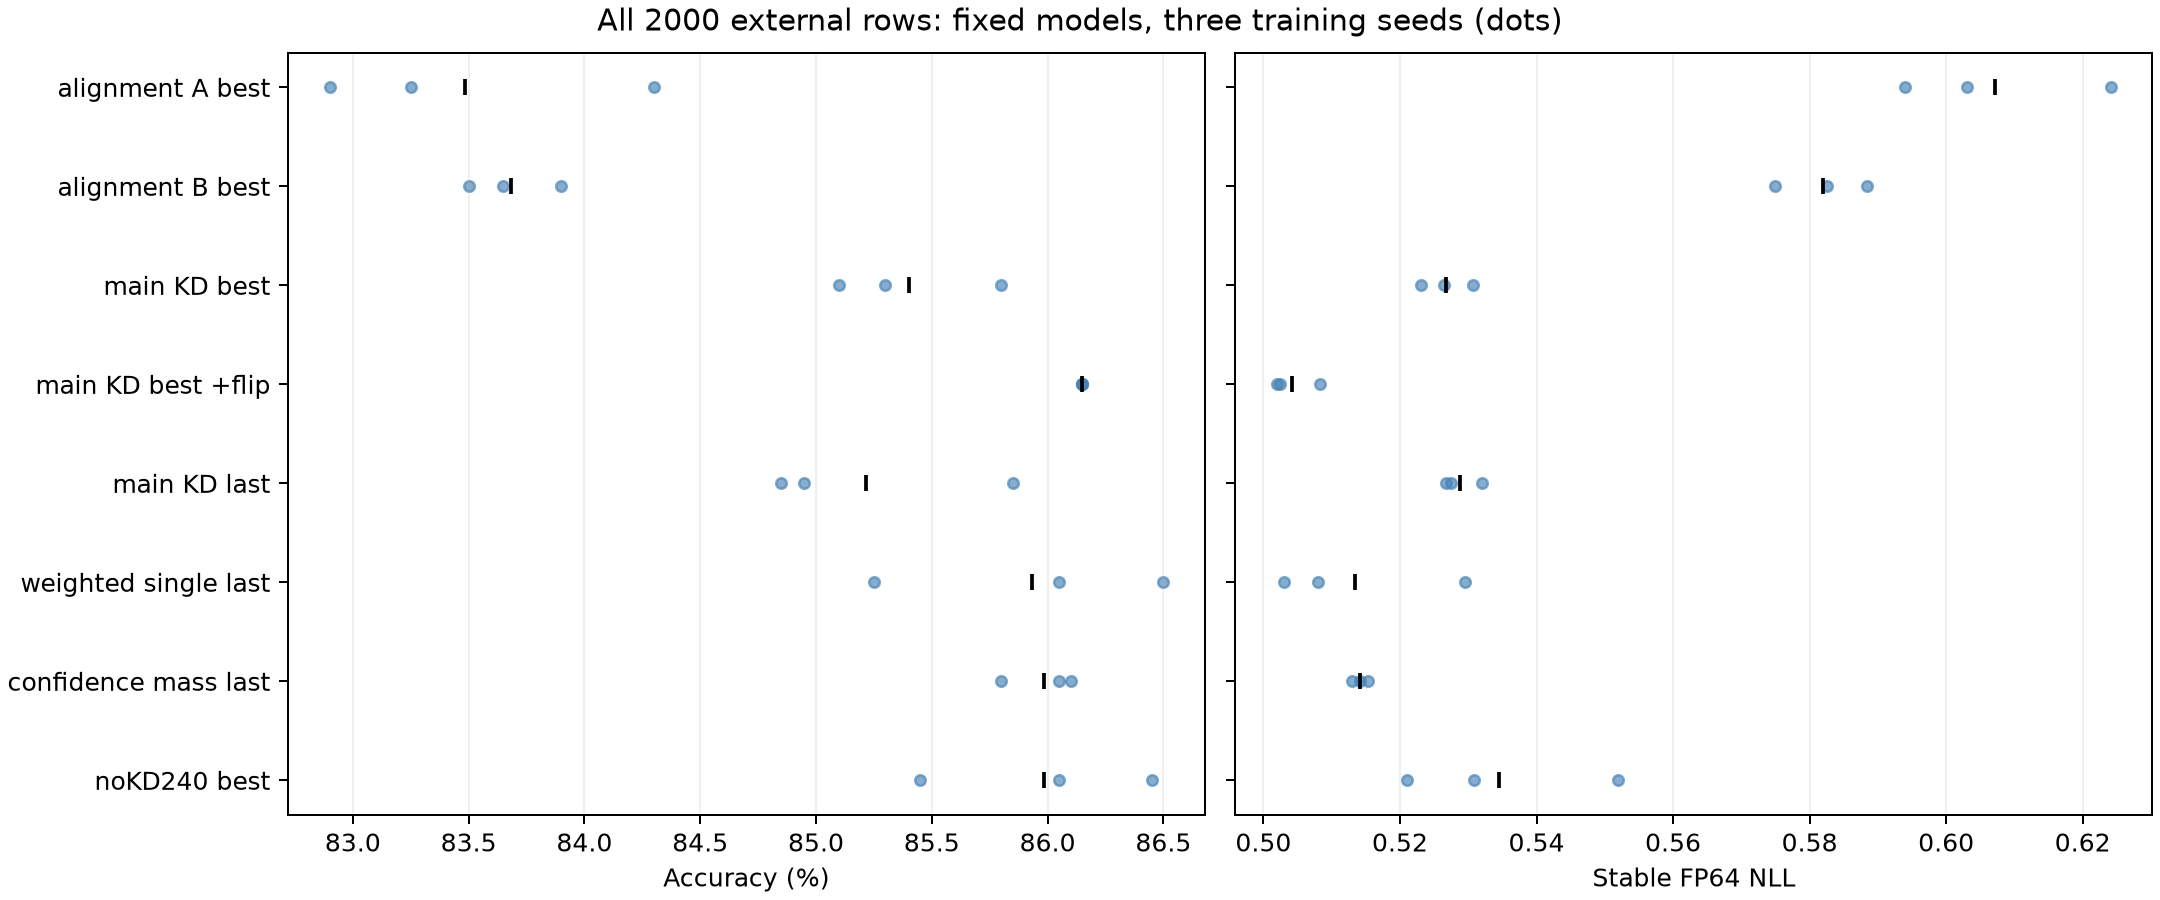 All 2000 external rows: fixed models, three training seeds (dots)
alignment A best
alignment B best
main KD best
main KD best +flip
main KD last
weighted single last
confidence mass last
noKD240 best
83.0 83.5 84.0 84.5 85.0 85.5 86.0 86.5
Accuracy (%)
0.50 0.52 0.54 0.56 0.58 0.60 0.62
Stable FP64 NLL